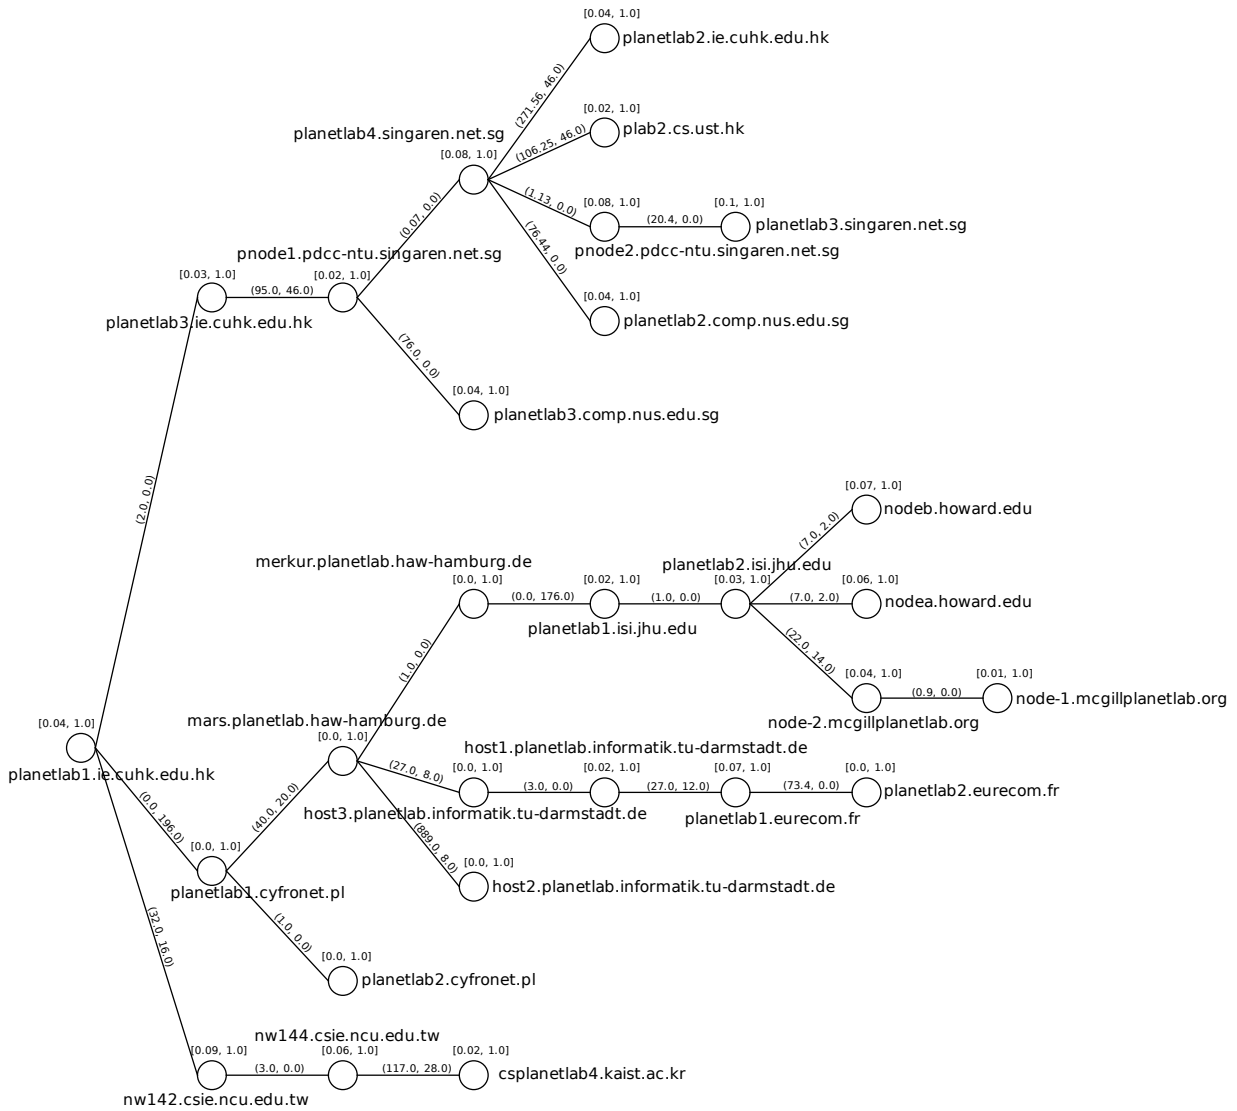 [0.04, 1.0]
planetlab2.ie.cuhk.edu.hk
(271.56, 46.0)
[0.02, 1.0]
plab2.cs.ust.hk
planetlab4.singaren.net.sg
(106.25, 46.0)
[0.08, 1.0]
(1.13, 0.0)
[0.08, 1.0]
(20.4, 0.0)
[0.1, 1.0]
planetlab3.singaren.net.sg
(0.07, 0.0)
(76.44, 0.0)
pnode2.pdcc-ntu.singaren.net.sg
pnode1.pdcc-ntu.singaren.net.sg
[0.03, 1.0]
(95.0, 46.0)
[0.02, 1.0]
[0.04, 1.0]
planetlab2.comp.nus.edu.sg
planetlab3.ie.cuhk.edu.hk
(76.0, 0.0)
[0.04, 1.0]
planetlab3.comp.nus.edu.sg
(2.0, 0.0)
[0.07, 1.0]
nodeb.howard.edu
(7.0, 2.0)
merkur.planetlab.haw-hamburg.de
planetlab2.isi.jhu.edu
[0.0, 1.0]
(0.0, 176.0)
[0.02, 1.0]
(1.0, 0.0)
[0.03, 1.0]
(7.0, 2.0)
[0.06, 1.0]
nodea.howard.edu
planetlab1.isi.jhu.edu
(1.0, 0.0)
(22.0, 14.0)
[0.04, 1.0]
(0.9, 0.0)
[0.01, 1.0]
node-1.mcgillplanetlab.org
node-2.mcgillplanetlab.org
[0.04, 1.0]
planetlab1.ie.cuhk.edu.hk
mars.planetlab.haw-hamburg.de
[0.0, 1.0]
host1.planetlab.informatik.tu-darmstadt.de
(27.0, 8.0)
[0.0, 1.0]
(3.0, 0.0)
[0.02, 1.0]
(27.0, 12.0)
[0.07, 1.0]
(73.4, 0.0)
[0.0, 1.0]
planetlab2.eurecom.fr
host3.planetlab.informatik.tu-darmstadt.de
planetlab1.eurecom.fr
(0.0, 196.0)
(40.0, 20.0)
(889.0, 8.0)
[0.0, 1.0]
host2.planetlab.informatik.tu-darmstadt.de
[0.0, 1.0]
planetlab1.cyfronet.pl
(32.0, 16.0)
(1.0, 0.0)
[0.0, 1.0]
planetlab2.cyfronet.pl
nw144.csie.ncu.edu.tw
[0.09, 1.0]
(3.0, 0.0)
[0.06, 1.0]
(117.0, 28.0)
[0.02, 1.0]
csplanetlab4.kaist.ac.kr
nw142.csie.ncu.edu.tw